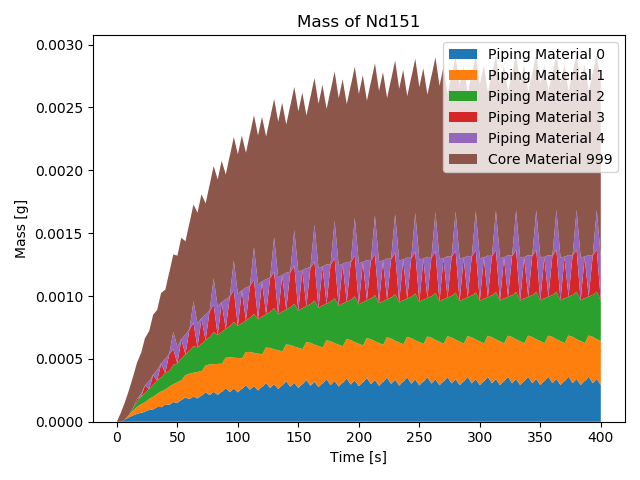 Mass of Nd151
Mass [g]
0.0030
0.0025
0.0020
0.0015
0.0010
0.0005
0.0000
Piping Material 0
Piping Material 1
Piping Material 2
Piping Material 3
Piping Material 4
Core Material 999
0
50
100
150
200
250
300
350
400
Time [s]